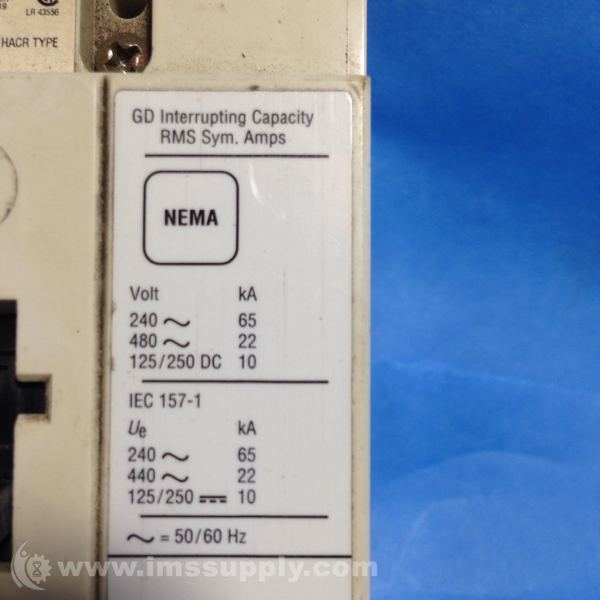 19
LR 43556
HACR TYPE
GD Interrupting Capacity
RMS Sym. Amps
NEMA
Volt kA
240 ~ 65
480 ~ 22
125/250 DC 10
IEC 157-1
Ue kA
240 ~ 65
440 ~ 22
125/250 ⎓ 10
~ = 50/60 Hz
www.imssupply.com